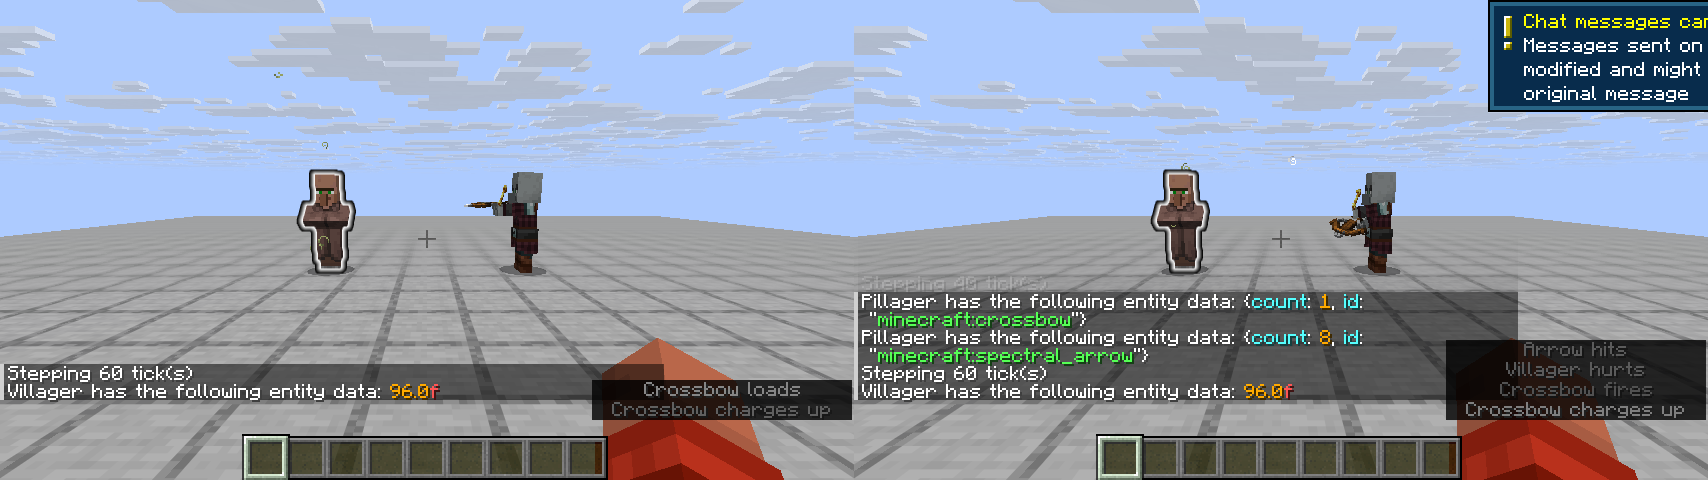 Stepping 60 tick(s)
Villager has the following entity data: 96.0f
Crossbow loads
Crossbow charges up
Chat messages can
Messages sent on
modified and might
original message
Stepping 40 tick(s)
Pillager has the following entity data: {count: 1, id:
"minecraft:crossbow"}
Pillager has the following entity data: {count: 8, id:
"minecraft:spectral_arrow"}
Stepping 60 tick(s)
Villager has the following entity data: 96.0f
Arrow hits
Villager hurts
Crossbow fires
Crossbow charges up